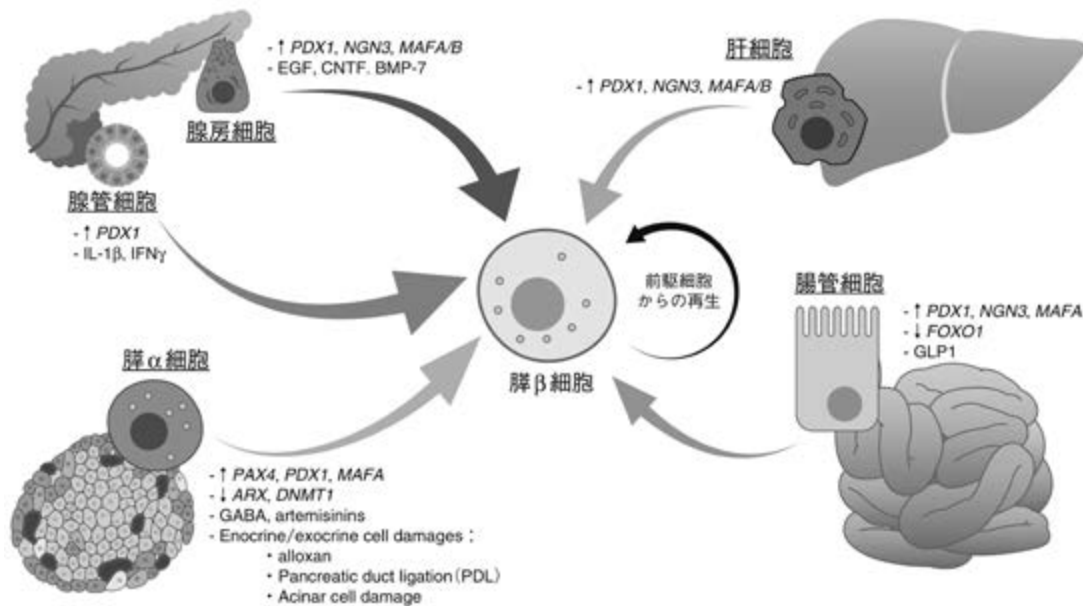 - ↑ PDX1, NGN3, MAFA/B
- EGF, CNTF. BMP-7
腺房細胞
腺管細胞
- ↑ PDX1
- IL-1β, IFNγ
肝細胞
- ↑ PDX1, NGN3, MAFA/B
前駆細胞
からの再生
膵β細胞
腸管細胞
- ↑ PDX1, NGN3, MAFA
- ↓ FOXO1
- GLP1
膵α細胞
- ↑ PAX4, PDX1, MAFA
- ↓ ARX, DNMT1
- GABA, artemisinins
- Enocrine/exocrine cell damages：
・alloxan
・Pancreatic duct ligation（PDL）
・Acinar cell damage